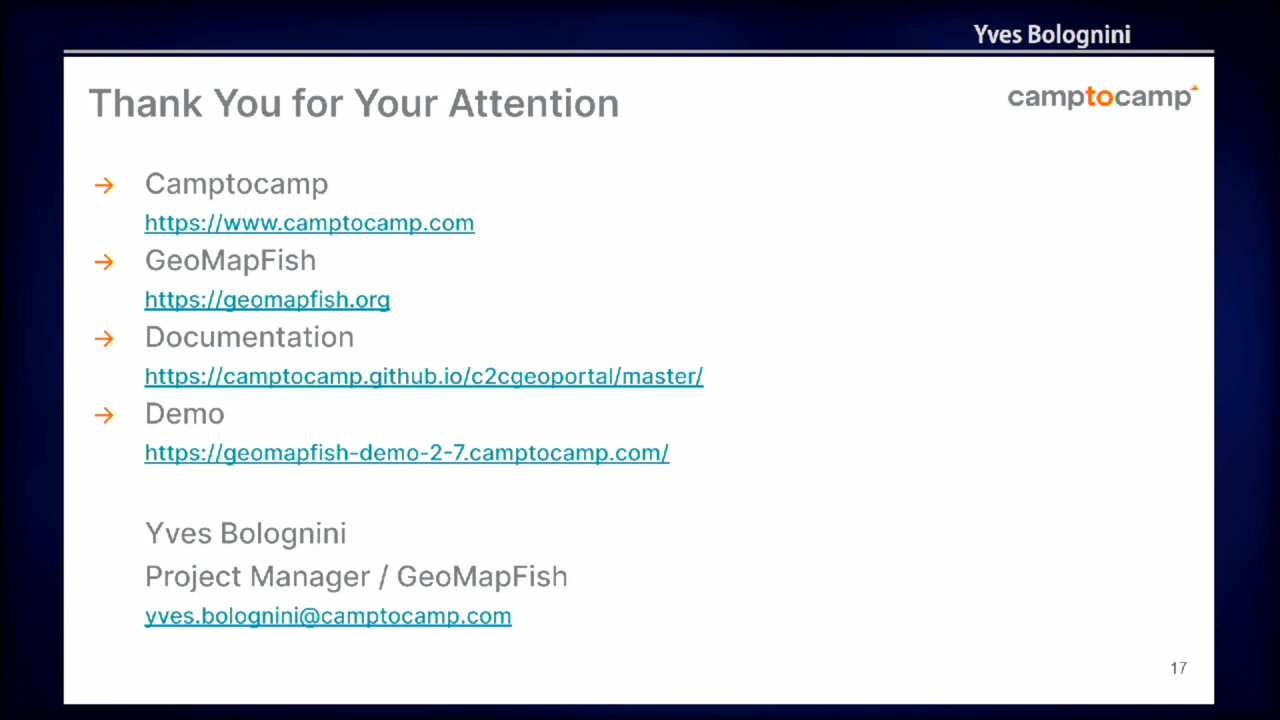 Yves Bolognini
Thank You for Your Attention
camptocamp
→ Camptocamp
https://www.camptocamp.com
→ GeoMapFish
https://geomapfish.org
→ Documentation
https://camptocamp.github.io/c2cgeoportal/master/
→ Demo
https://geomapfish-demo-2-7.camptocamp.com/
Yves Bolognini
Project Manager / GeoMapFish
yves.bolognini@camptocamp.com
17